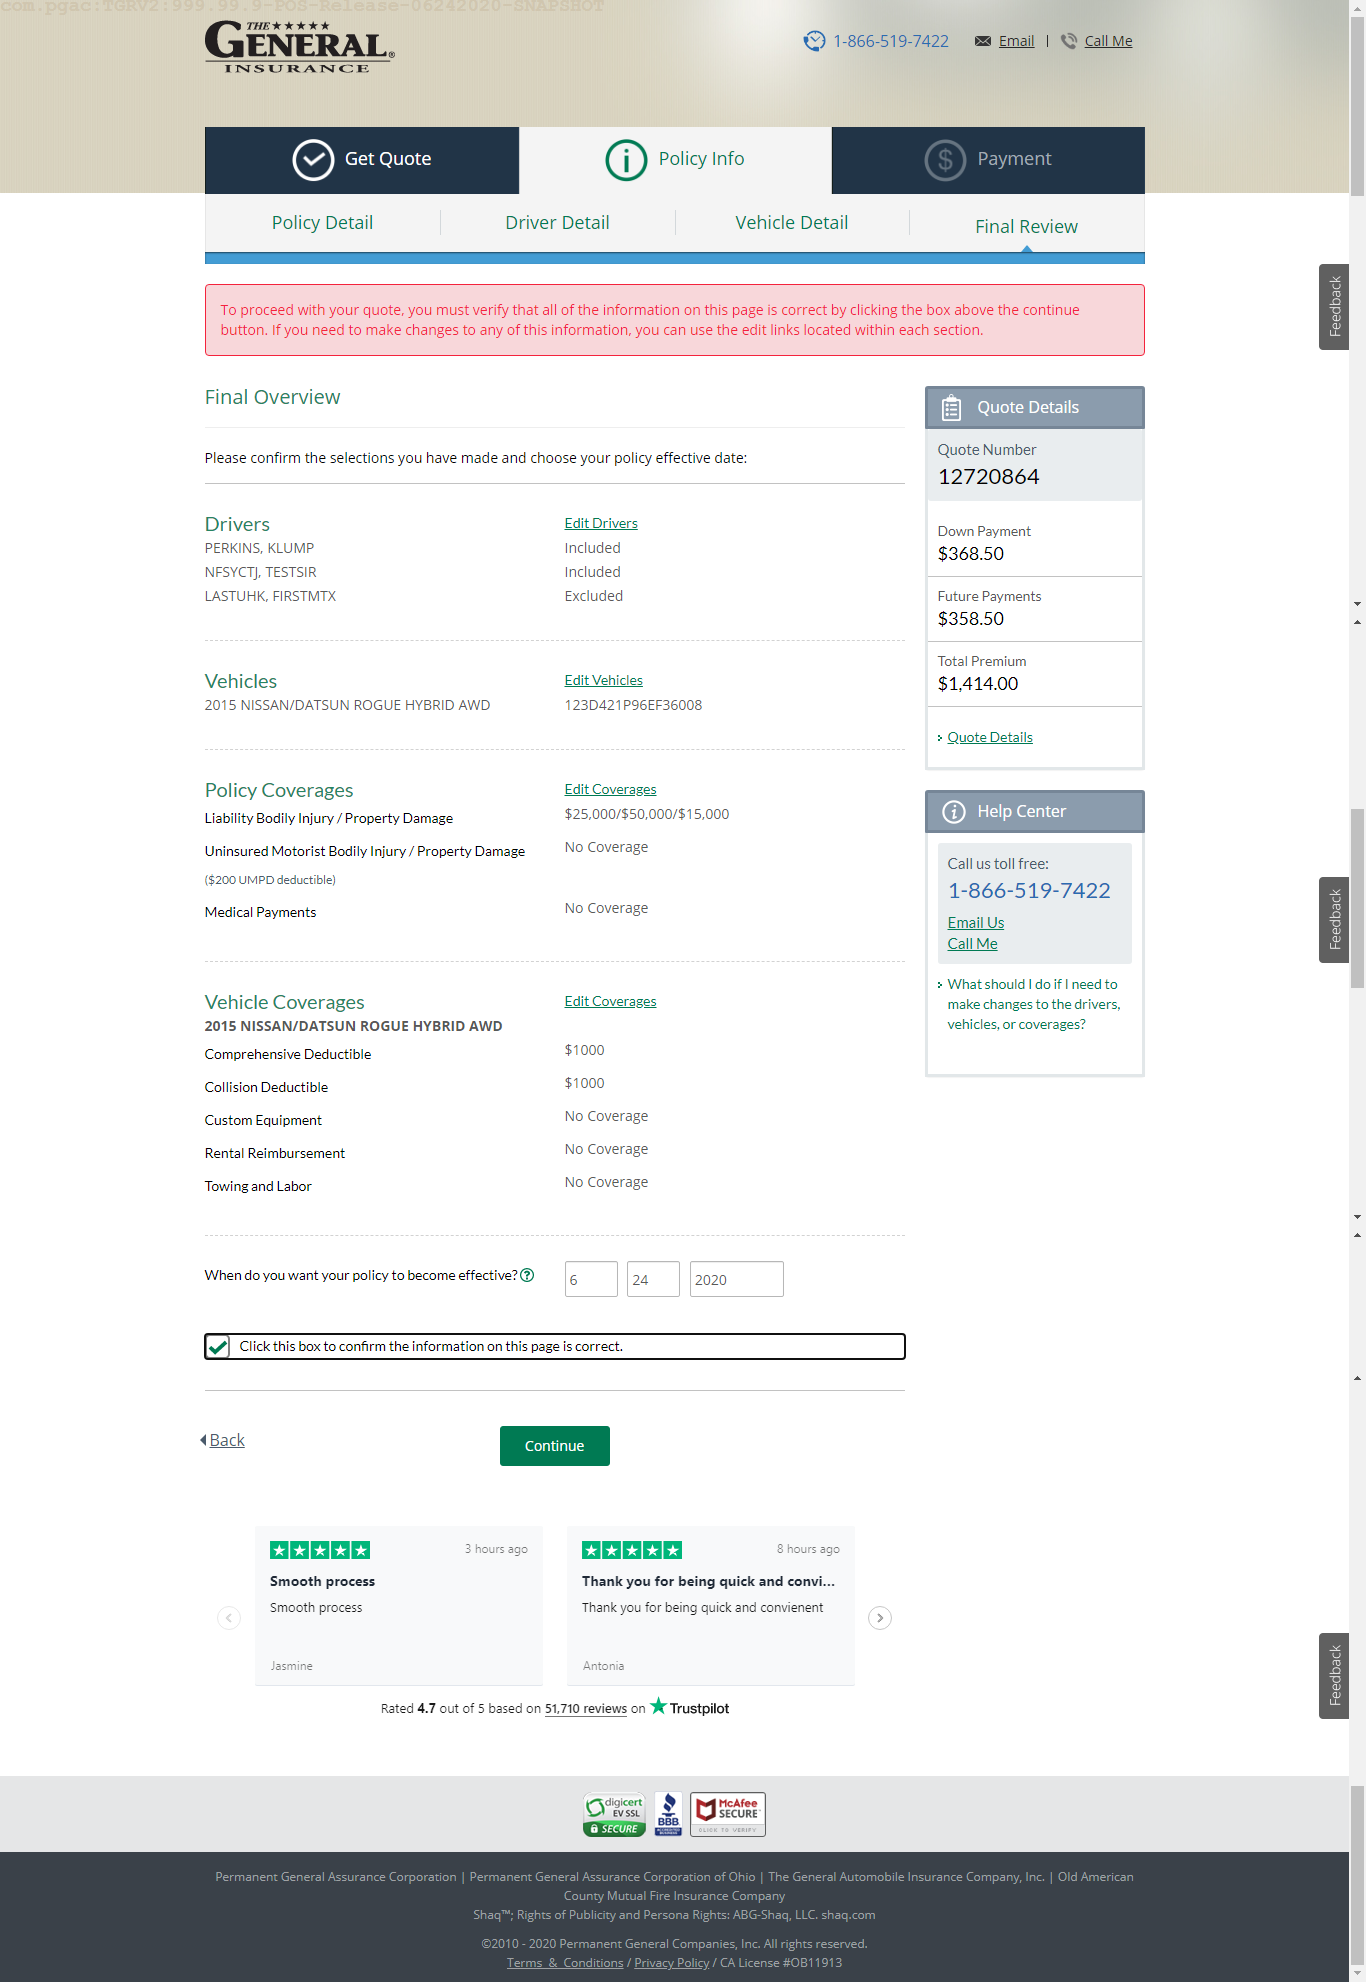 com.pgac:TGRV2:999.99.9-POS-Release-06242020-SNAPSHOT
THE
GENERAL®
INSURANCE
1-866-519-7422
Email | Call Me
Get Quote
Policy Info
Payment
Policy Detail
Driver Detail
Vehicle Detail
Final Review
To proceed with your quote, you must verify that all of the information on this page is correct by clicking the box above the continue
button. If you need to make changes to any of this information, you can use the edit links located within each section.
Feedback
Final Overview
Please confirm the selections you have made and choose your policy effective date:
Drivers Edit Drivers
PERKINS, KLUMP Included
NFSYCTJ, TESTSIR Included
LASTUHK, FIRSTMTX Excluded
Vehicles Edit Vehicles
2015 NISSAN/DATSUN ROGUE HYBRID AWD 123D421P96EF36008
Policy Coverages Edit Coverages
Liability Bodily Injury / Property Damage $25,000/$50,000/$15,000
Uninsured Motorist Bodily Injury / Property Damage No Coverage
($200 UMPD deductible)
Medical Payments No Coverage
Vehicle Coverages Edit Coverages
2015 NISSAN/DATSUN ROGUE HYBRID AWD
Comprehensive Deductible $1000
Collision Deductible $1000
Custom Equipment No Coverage
Rental Reimbursement No Coverage
Towing and Labor No Coverage
When do you want your policy to become effective? ? 6 24 2020
Click this box to confirm the information on this page is correct.
Back
Continue
Quote Details
Quote Number
12720864
Down Payment
$368.50
Future Payments
$358.50
Total Premium
$1,414.00
Quote Details
Help Center
Call us toll free:
1-866-519-7422
Email Us
Call Me
What should I do if I need to
make changes to the drivers,
vehicles, or coverages?
Feedback
3 hours ago
Smooth process
Smooth process
Jasmine
8 hours ago
Thank you for being quick and convi...
Thank you for being quick and convienent
Antonia
Rated 4.7 out of 5 based on 51,710 reviews on Trustpilot
Feedback
digicert
EV SSL
SECURE
BBB
ACCREDITED
BUSINESS
McAfee
SECURE
CLICK TO VERIFY
Permanent General Assurance Corporation | Permanent General Assurance Corporation of Ohio | The General Automobile Insurance Company, Inc. | Old American
County Mutual Fire Insurance Company
Shaq™; Rights of Publicity and Persona Rights: ABG-Shaq, LLC. shaq.com
©2010 - 2020 Permanent General Companies, Inc. All rights reserved.
Terms & Conditions / Privacy Policy / CA License #OB11913